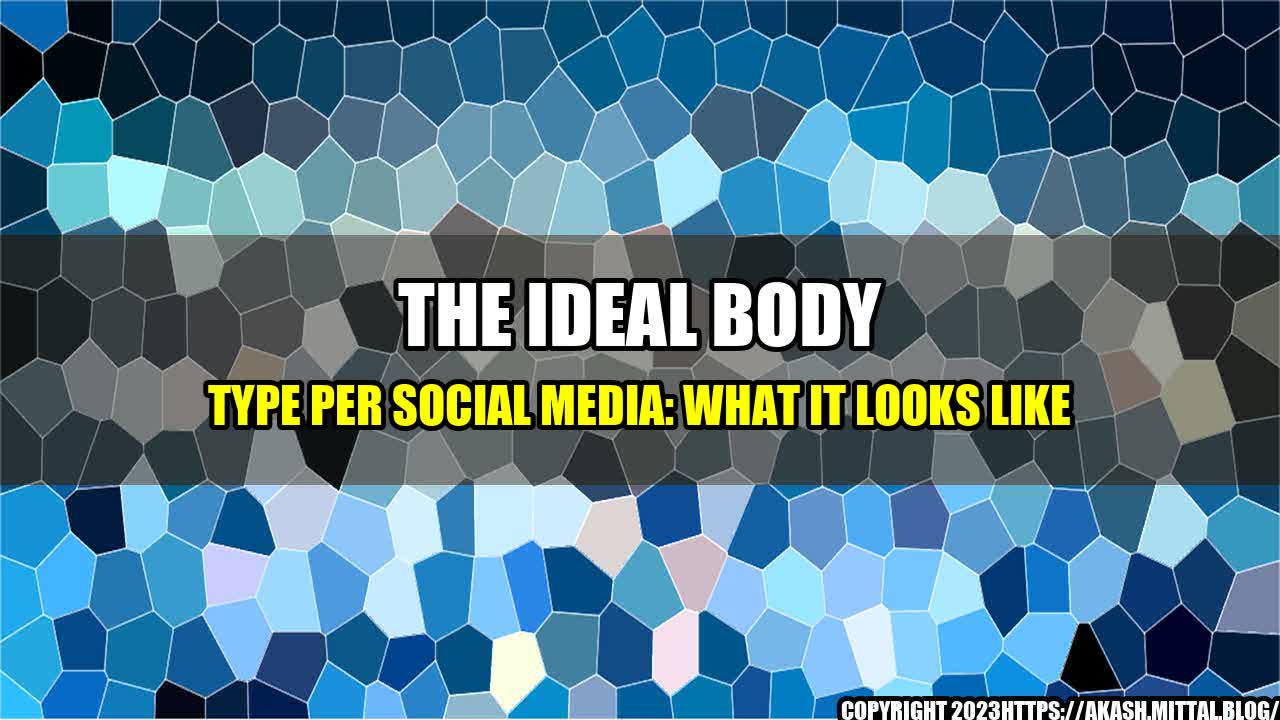 THE IDEAL BODY
TYPE PER SOCIAL MEDIA: WHAT IT LOOKS LIKE
COPYRIGHT 2023HTTPS://AKASH.MITTAL.BLOG/